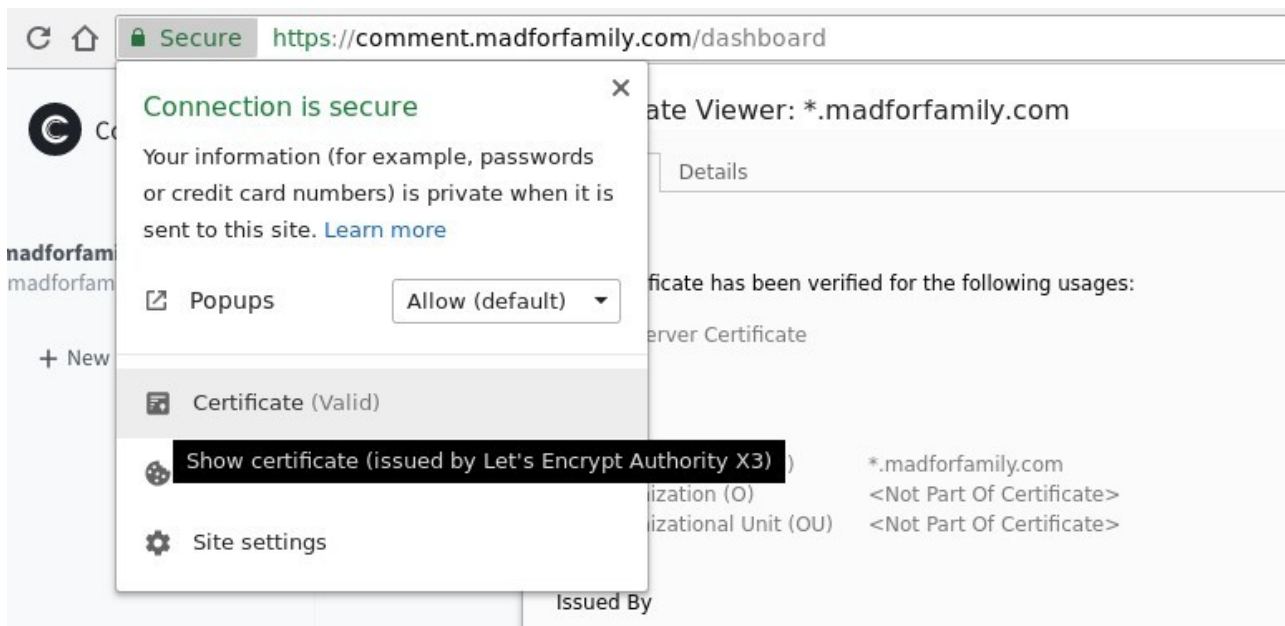 Secure https://comment.madforfamily.com/dashboard
Connection is secure
Your information (for example, passwords
or credit card numbers) is private when it is
sent to this site. Learn more
Popups Allow (default)
Certificate (Valid)
Show certificate (issued by Let's Encrypt Authority X3)
Site settings
madforfam
+ New
ate Viewer: *.madforfamily.com
Details
ficate has been verified for the following usages:
erver Certificate
) *.madforfamily.com
ization (O) <Not Part Of Certificate>
izational Unit (OU) <Not Part Of Certificate>
Issued By